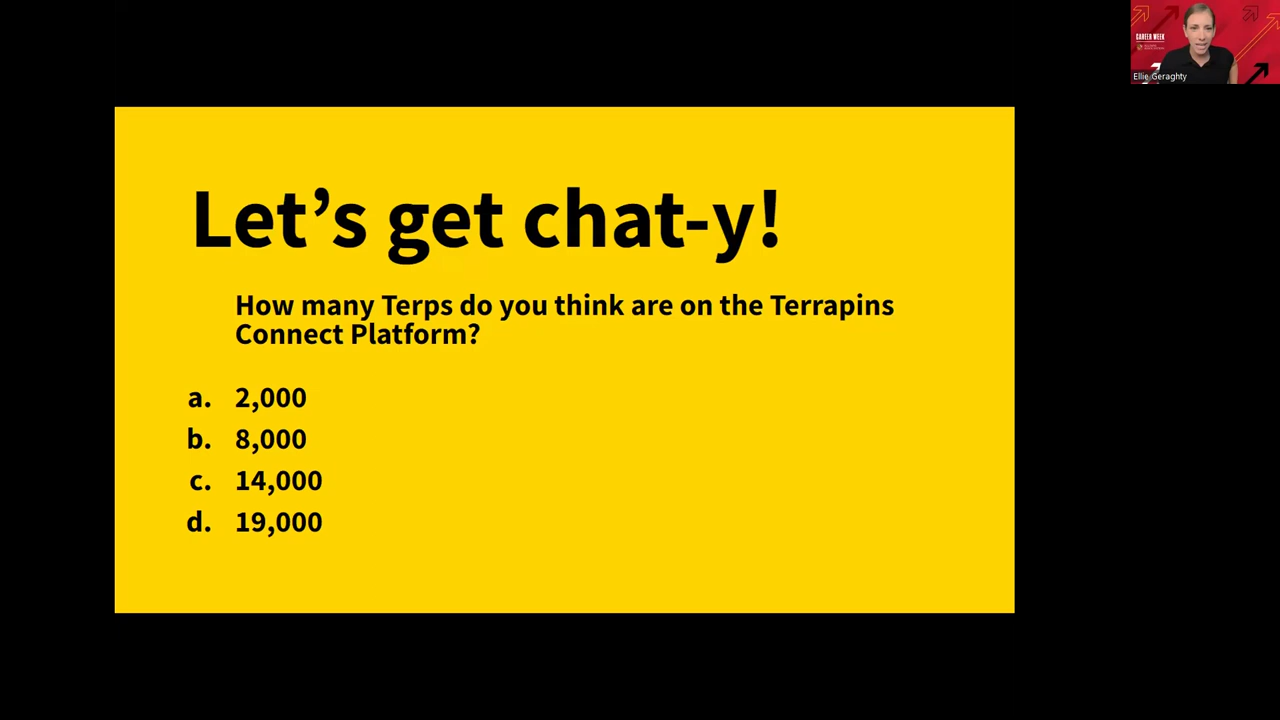 CAREER WEEK
Ellie Geraghty
Let's get chat-y!
How many Terps do you think are on the Terrapins
Connect Platform?
a. 2,000
b. 8,000
c. 14,000
d. 19,000